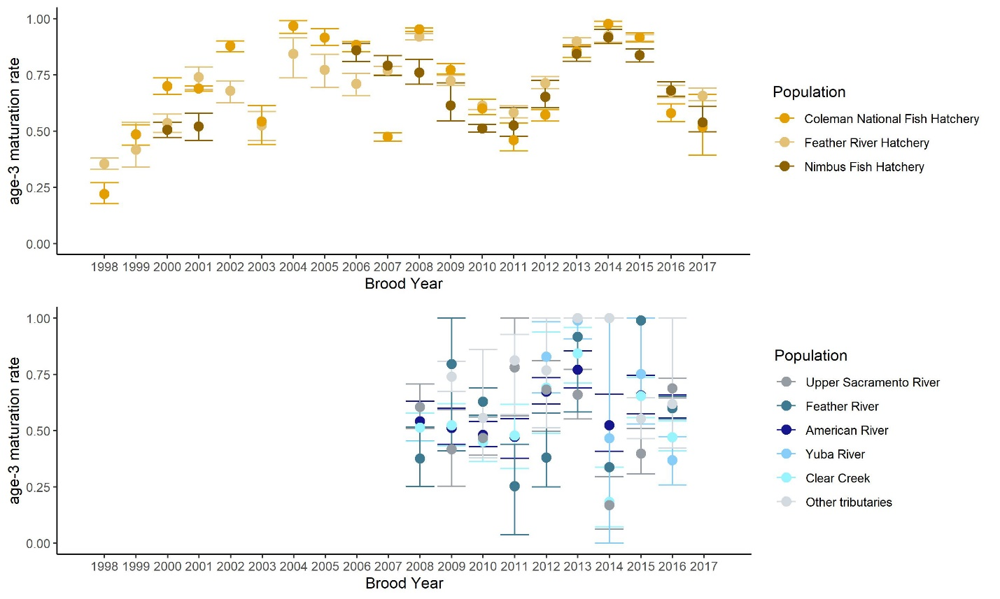 1.00
0.75
0.50
0.25
0.00
age-3 maturation rate
1998 1999 2000 2001 2002 2003 2004 2005 2006 2007 2008 2009 2010 2011 2012 2013 2014 2015 2016 2017
Brood Year
Population
Coleman National Fish Hatchery
Feather River Hatchery
Nimbus Fish Hatchery
1.00
0.75
0.50
0.25
0.00
age-3 maturation rate
1998 1999 2000 2001 2002 2003 2004 2005 2006 2007 2008 2009 2010 2011 2012 2013 2014 2015 2016 2017
Brood Year
Population
Upper Sacramento River
Feather River
American River
Yuba River
Clear Creek
Other tributaries